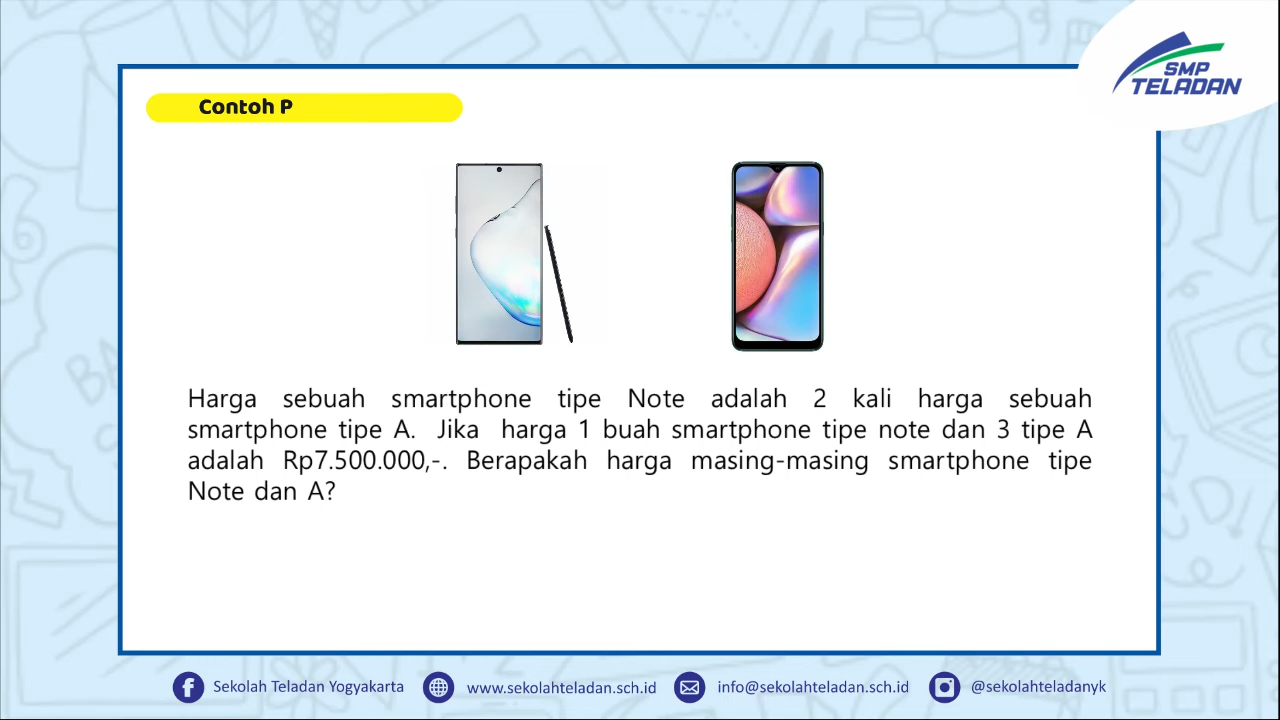 SMP
TELADAN
Contoh P
Harga sebuah smartphone tipe Note adalah 2 kali harga sebuah
smartphone tipe A. Jika harga 1 buah smartphone tipe note dan 3 tipe A
adalah Rp7.500.000,-. Berapakah harga masing-masing smartphone tipe
Note dan A?
Sekolah Teladan Yogyakarta
www.sekolahteladan.sch.id
info@sekolahteladan.sch.id
@sekolahteladanyk